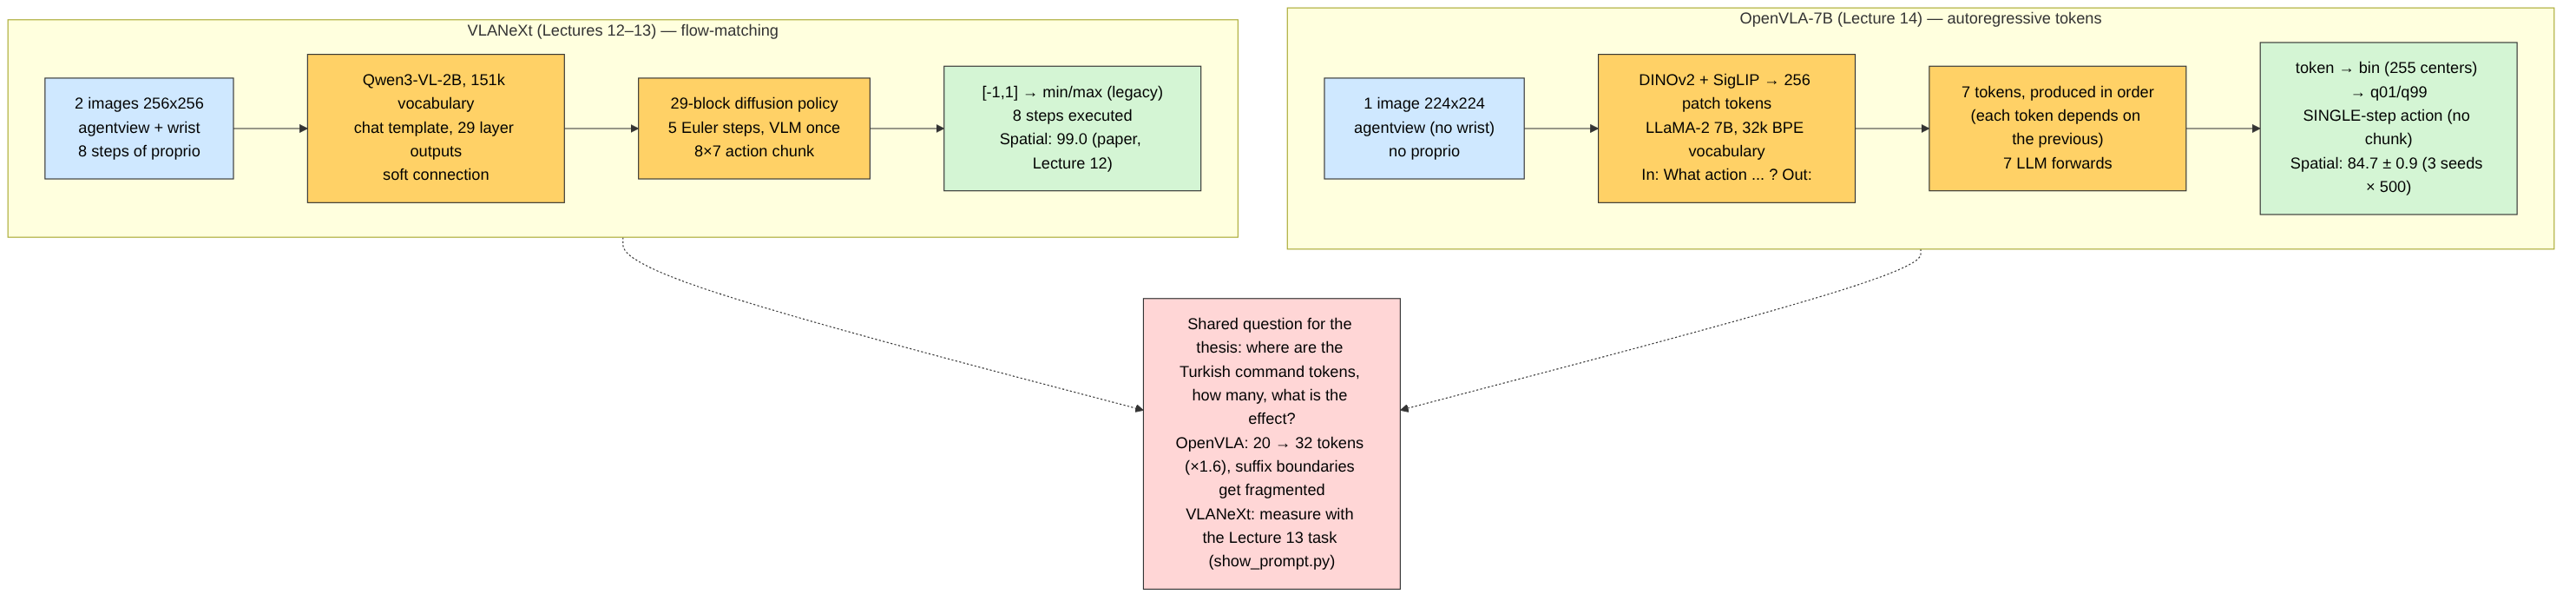 VLANeXt (Lectures 12–13) — flow-matching
2 images 256x256
agentview + wrist
8 steps of proprio
Qwen3-VL-2B, 151k
vocabulary
chat template, 29 layer
outputs
soft connection
29-block diffusion policy
5 Euler steps, VLM once
8×7 action chunk
[-1,1] → min/max (legacy)
8 steps executed
Spatial: 99.0 (paper,
Lecture 12)
OpenVLA-7B (Lecture 14) — autoregressive tokens
1 image 224x224
agentview (no wrist)
no proprio
DINOv2 + SigLIP → 256
patch tokens
LLaMA-2 7B, 32k BPE
vocabulary
In: What action ... ? Out:
7 tokens, produced in order
(each token depends on
the previous)
7 LLM forwards
token → bin (255 centers)
→ q01/q99
SINGLE-step action (no
chunk)
Spatial: 84.7 ± 0.9 (3 seeds
× 500)
Shared question for the
thesis: where are the
Turkish command tokens,
how many, what is the
effect?
OpenVLA: 20 → 32 tokens
(×1.6), suffix boundaries
get fragmented
VLANeXt: measure with
the Lecture 13 task
(show_prompt.py)